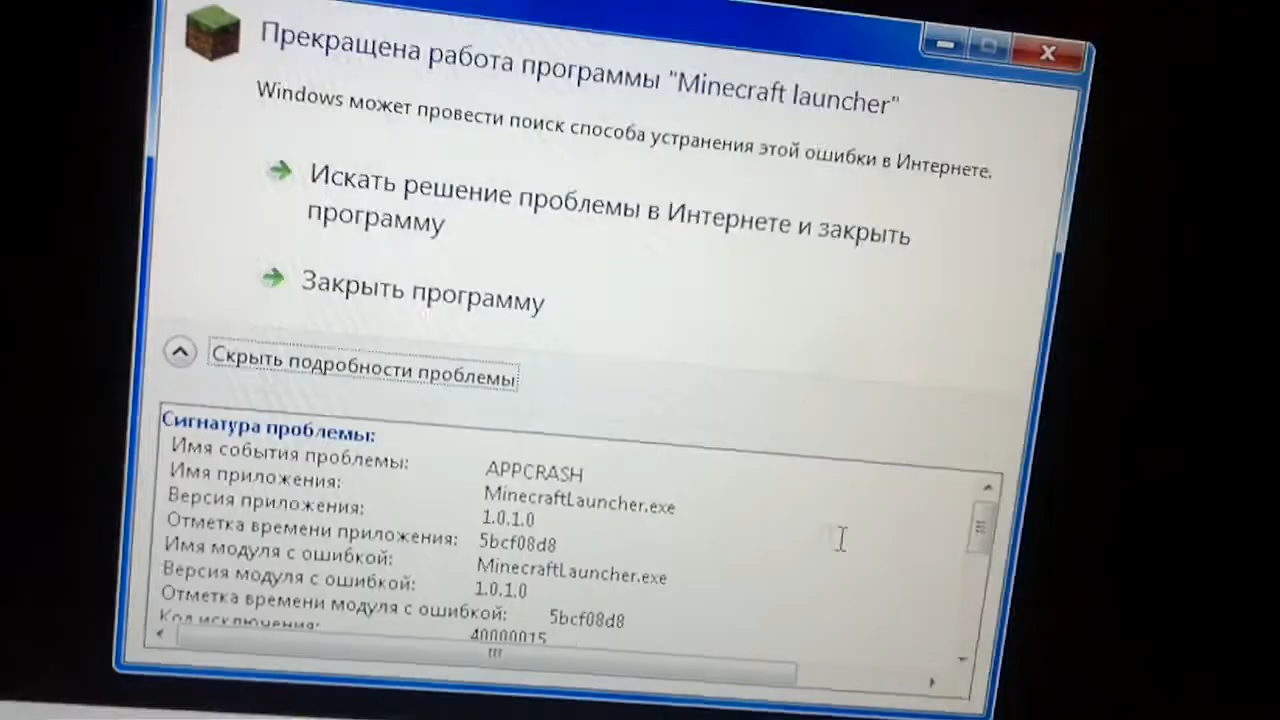 Прекращена работа программы "Minecraft launcher"
Windows может провести поиск способа устранения этой ошибки в Интернете.
Искать решение проблемы в Интернете и закрыть
программу
Закрыть программу
Скрыть подробности проблемы
Сигнатура проблемы:
Имя события проблемы: APPCRASH
Имя приложения: MinecraftLauncher.exe
Версия приложения: 1.0.1.0
Отметка времени приложения: 5bcf08d8
Имя модуля с ошибкой: MinecraftLauncher.exe
Версия модуля с ошибкой: 1.0.1.0
Отметка времени модуля с ошибкой: 5bcf08d8
Код исключения: 40000015